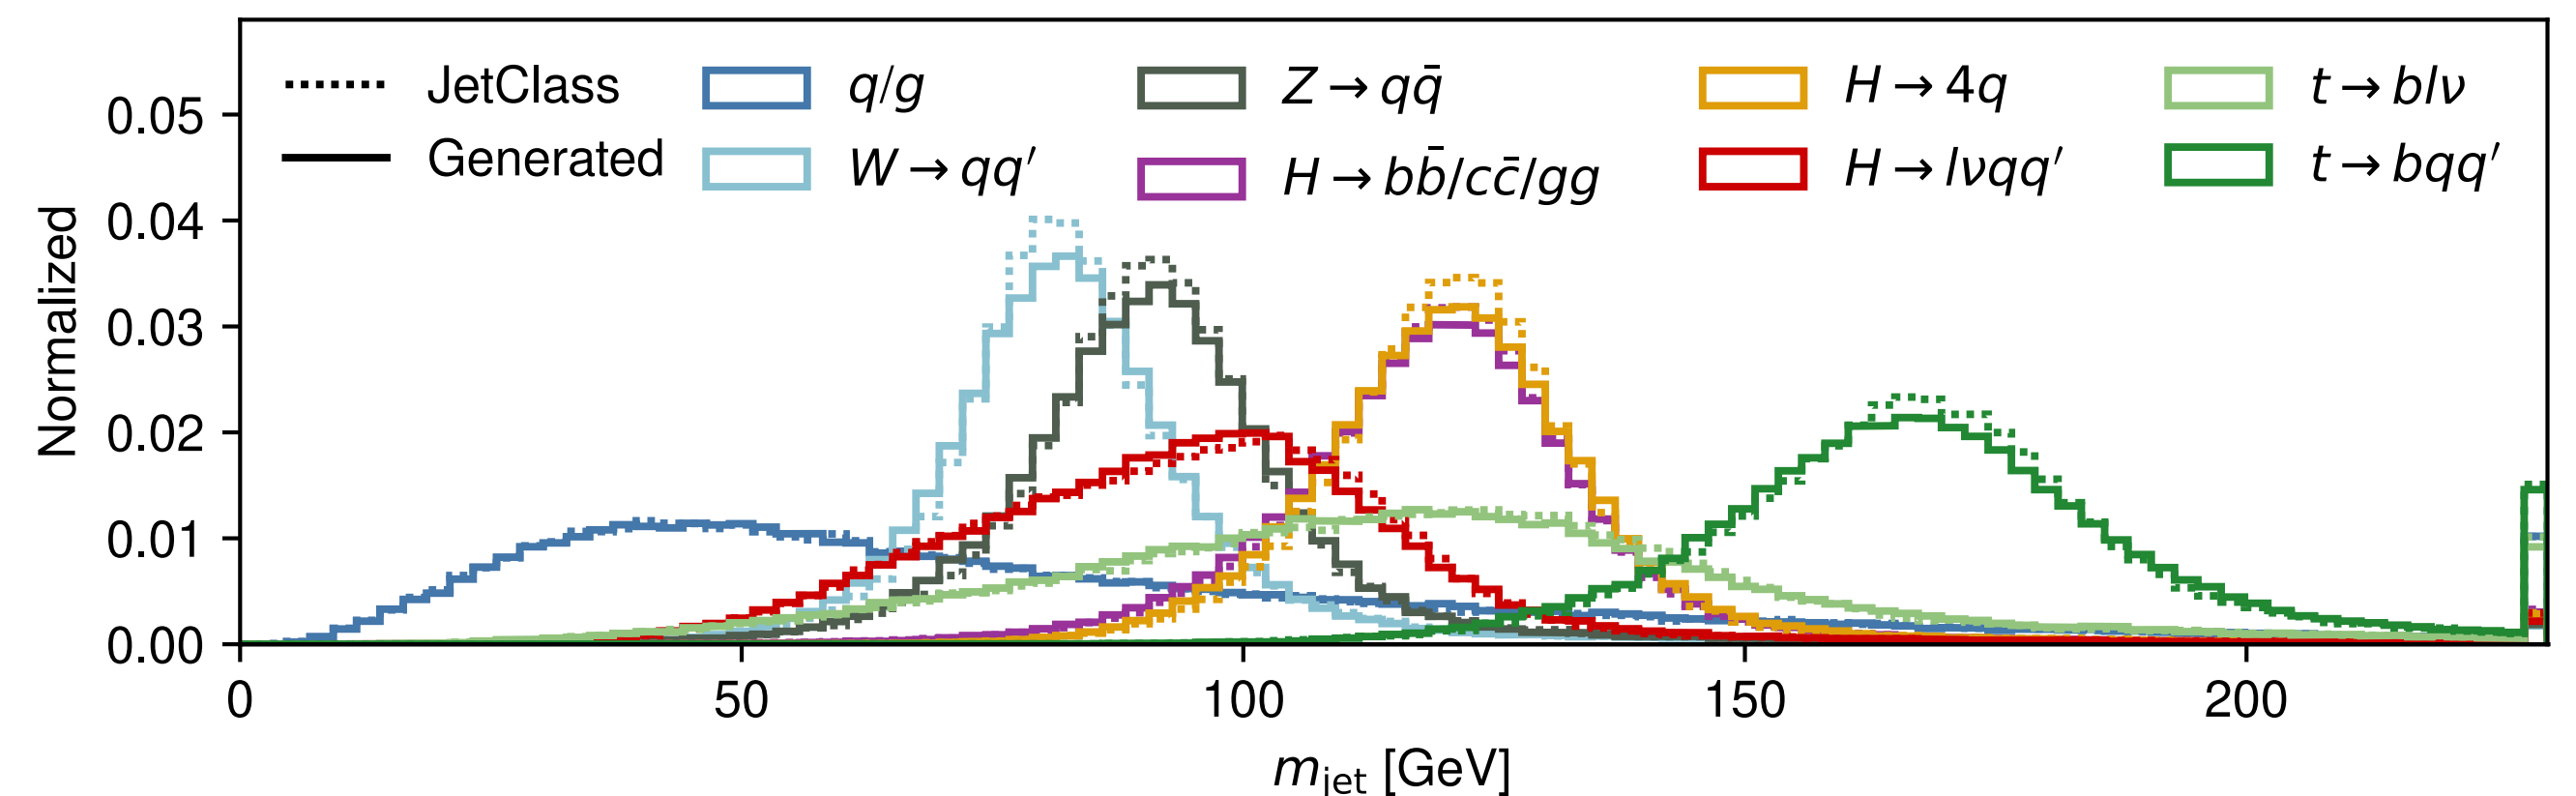 JetClass
Generated
q/g
W → qq′
Z → qq̄
H → bb̄/cc̄/gg
H → 4q
H → lνqq′
t → blν
t → bqq′
Normalized
0.05
0.04
0.03
0.02
0.01
0.00
0 50 100 150 200
m_jet [GeV]